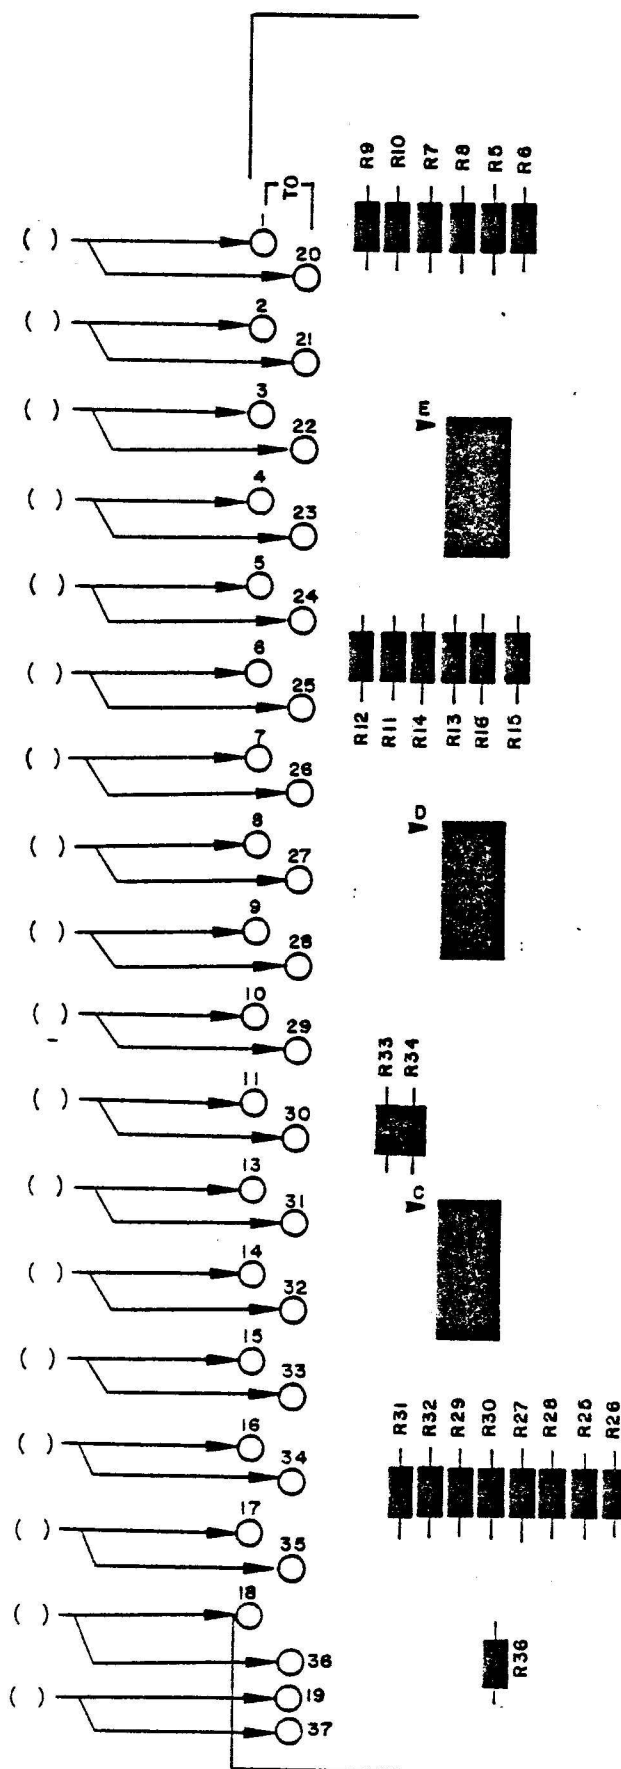 R9 R10 R7 R8 R5 R6
TO
( )
20
( ) 2
21
( ) 3
22
E
( ) 4
23
( ) 5
24
( ) 6
25
R12 R11 R14 R13 R16 R15
( ) 7
26
D
( ) 8
27
( ) 9
28
( ) 10
29
R33 R34
( ) 11
30
( ) 13
31
C
( ) 14
32
( ) 15
33
R31 R32 R29 R30 R27 R28 R25 R26
( ) 16
34
( ) 17
35
( ) 18
36
R36
( ) 19
37